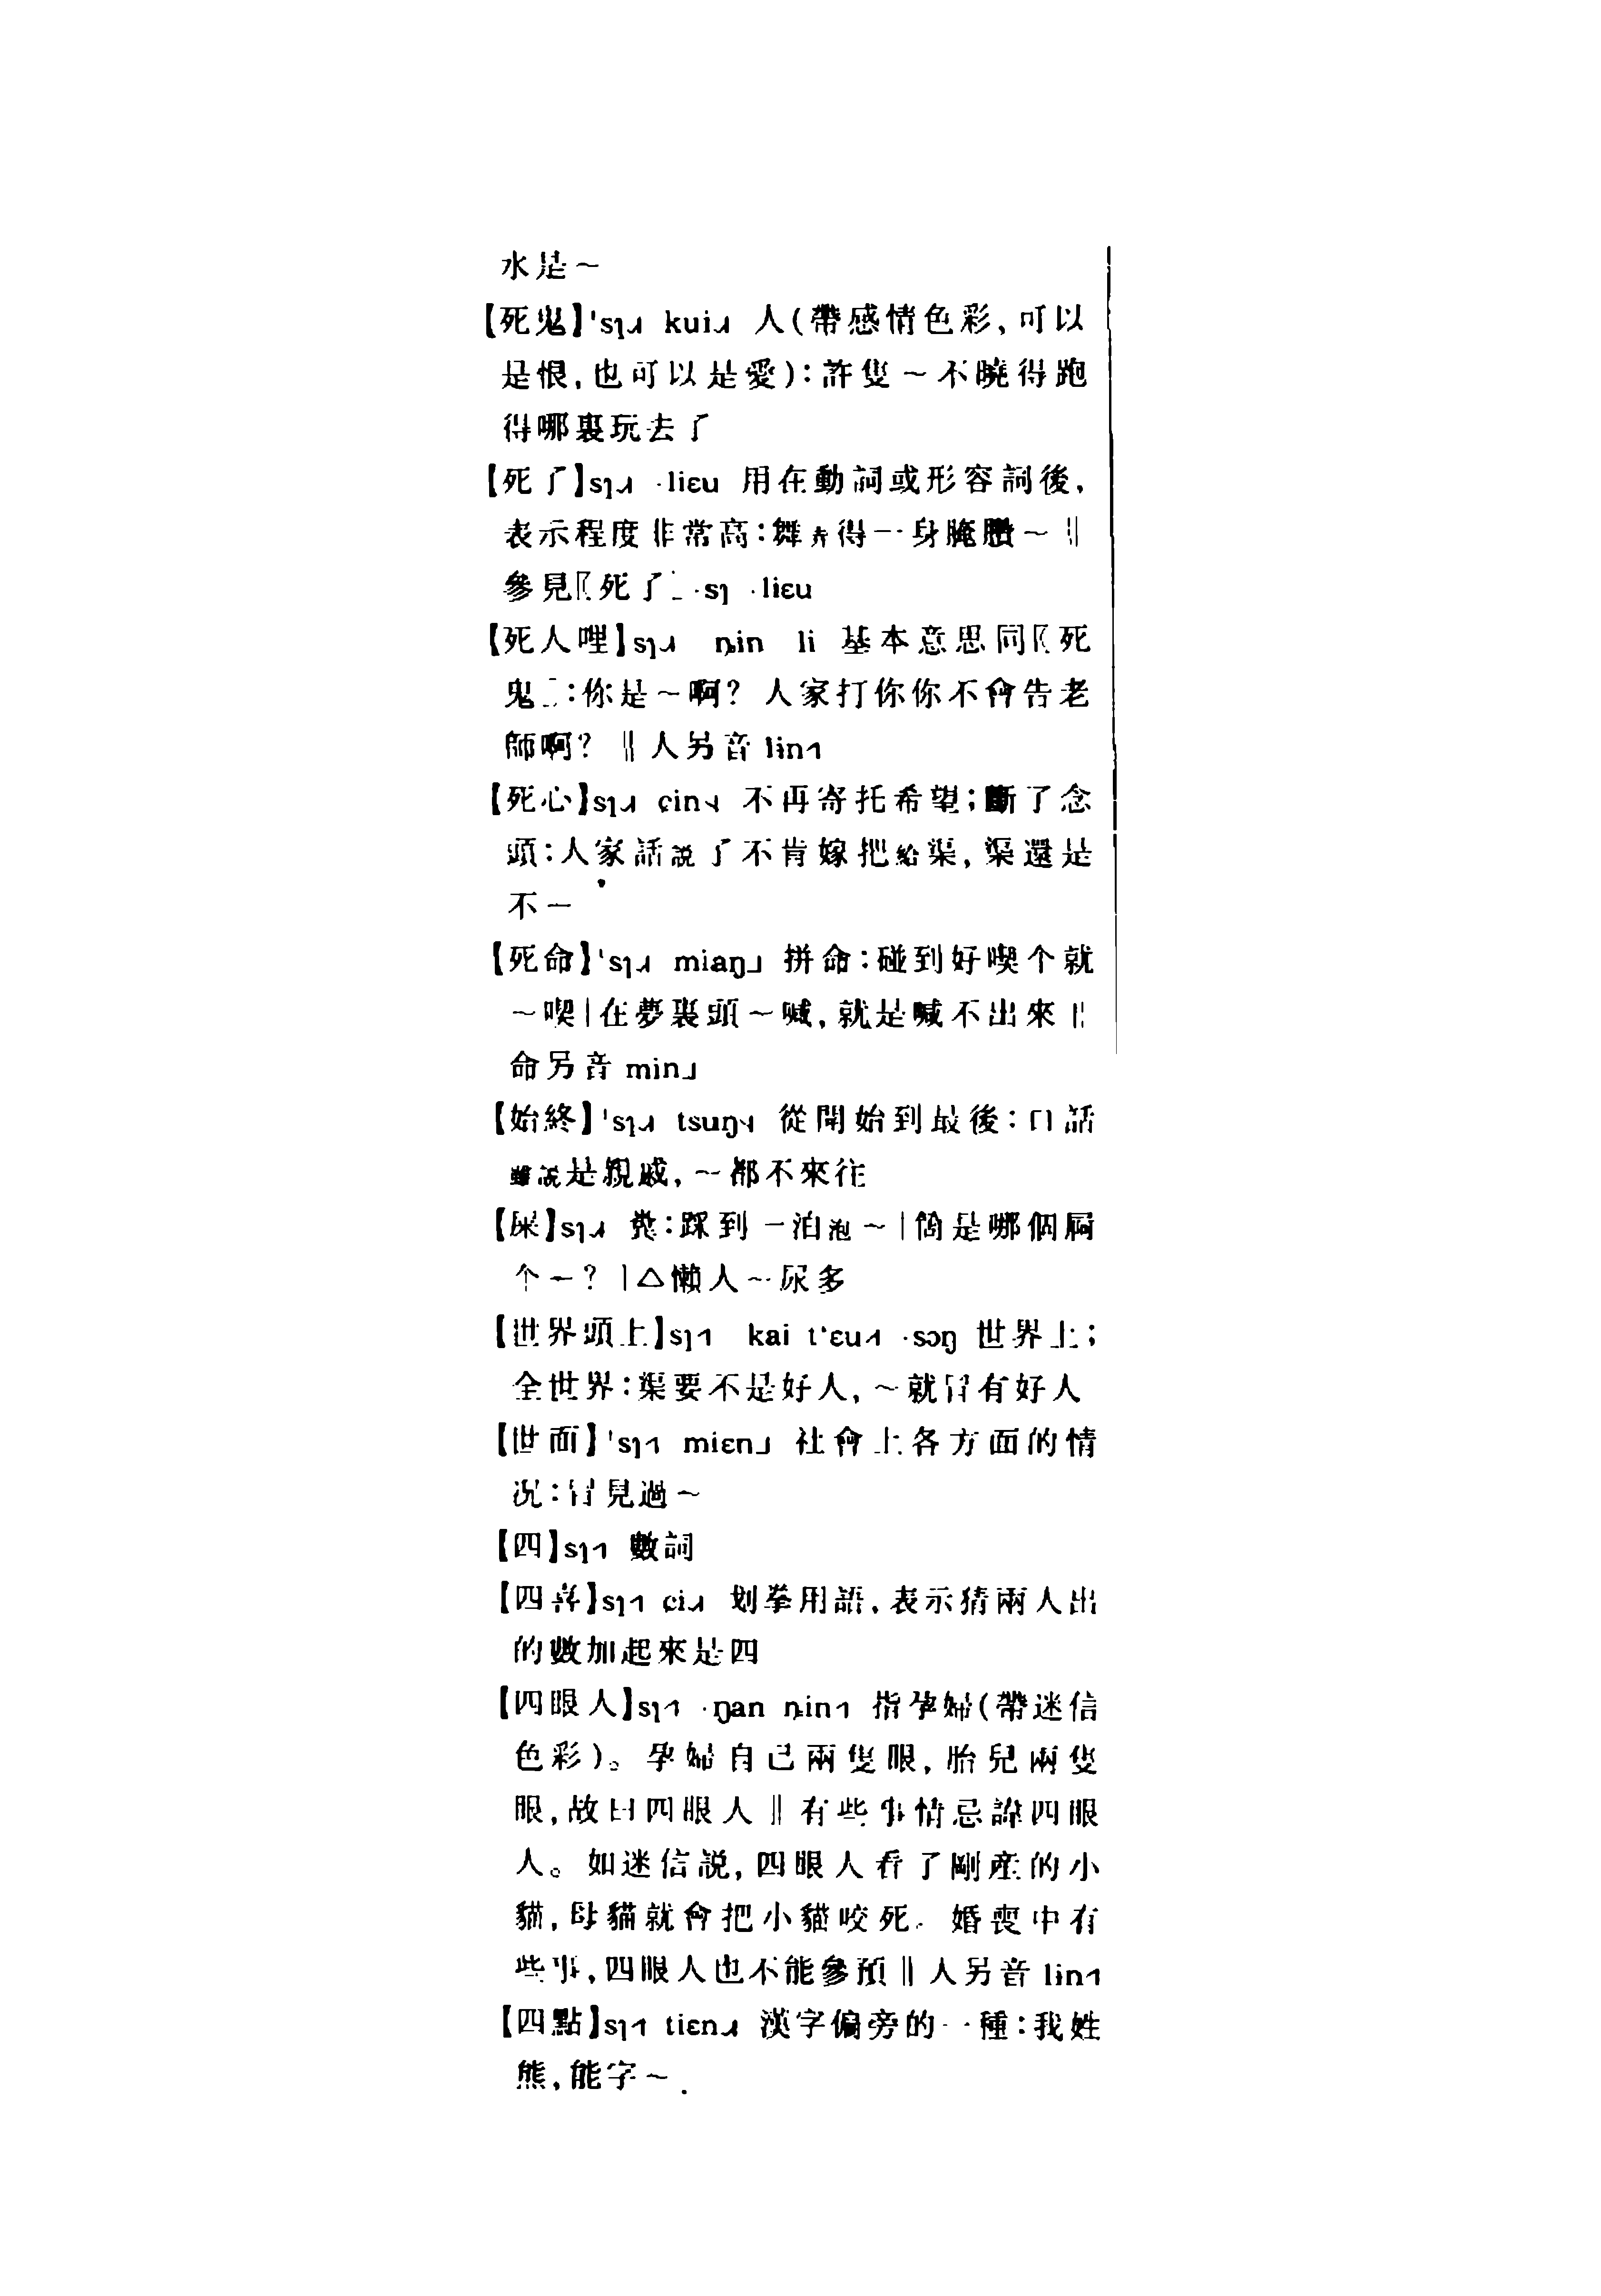 水是～
【死鬼】ˈsɿ˩˧ kui˩˧ 人(帶感情色彩,可以
是恨,也可以是愛):許隻～不曉得跑
得哪裏玩去了
【死了】sɿ˩˧ ·liɛu 用在動詞或形容詞後,
表示程度非常高:舞弄得一身腌臢～‖
參見〖死了〗·sɿ ·liɛu
【死人哩】sɿ˩˧ ȵin li 基本意思同〖死
鬼〗:你是～啊? 人家打你你不會告老
師啊? ‖人另音 lin˧˥
【死心】sɿ˩˧ ɕin˦˨ 不再寄托希望;斷了念
頭:人家話說了不肯嫁把給渠,渠還是
不～
【死命】ˈsɿ˩˧ miaŋ˩ 拼命:碰到好喫个就
～喫|在夢裏頭～喊,就是喊不出來‖
命另音 min˩
【始終】ˈsɿ˩˧ tsuŋ˦˨ 從開始到最後:口話
雖説是親戚,～都不來往
【屎】sɿ˩˧ 糞:踩到一泊泡～|箇是哪個屙
个～? |△懶人～尿多
【世界頭上】sɿ˧˥ kai tʻɛu˧˥ ·sɔŋ 世界上;
全世界:渠要不是好人,～就冇有好人
【世面】ˈsɿ˧˥ miɛn˩ 社會上各方面的情
況:冇見過～
【四】sɿ˧˥ 數詞
【四喜】sɿ˧˥ ɕi˩˧ 划拳用語,表示猜兩人出
的數加起來是四
【四眼人】sɿ˧˥ ·ŋan ȵin˧˥ 指孕婦(帶迷信
色彩)。孕婦自己兩隻眼,胎兒兩隻
眼,故曰四眼人‖有些事情忌諱四眼
人。如迷信説,四眼人看了剛產的小
貓,母貓就會把小貓咬死。婚喪中有
些事,四眼人也不能參預‖人另音 lin˧˥
【四點】sɿ˧˥ tiɛn˩˧ 漢字偏旁的一種:我姓
熊,能字～